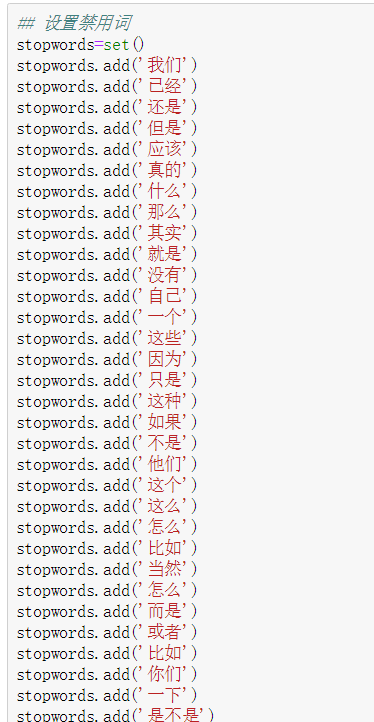 ## 设置禁用词
stopwords=set()
stopwords.add('我们')
stopwords.add('已经')
stopwords.add('还是')
stopwords.add('但是')
stopwords.add('应该')
stopwords.add('真的')
stopwords.add('什么')
stopwords.add('那么')
stopwords.add('其实')
stopwords.add('就是')
stopwords.add('没有')
stopwords.add('自己')
stopwords.add('一个')
stopwords.add('这些')
stopwords.add('因为')
stopwords.add('只是')
stopwords.add('这种')
stopwords.add('如果')
stopwords.add('不是')
stopwords.add('他们')
stopwords.add('这个')
stopwords.add('这么')
stopwords.add('怎么')
stopwords.add('比如')
stopwords.add('当然')
stopwords.add('怎么')
stopwords.add('而是')
stopwords.add('或者')
stopwords.add('比如')
stopwords.add('你们')
stopwords.add('一下')
stopwords.add('是不是')